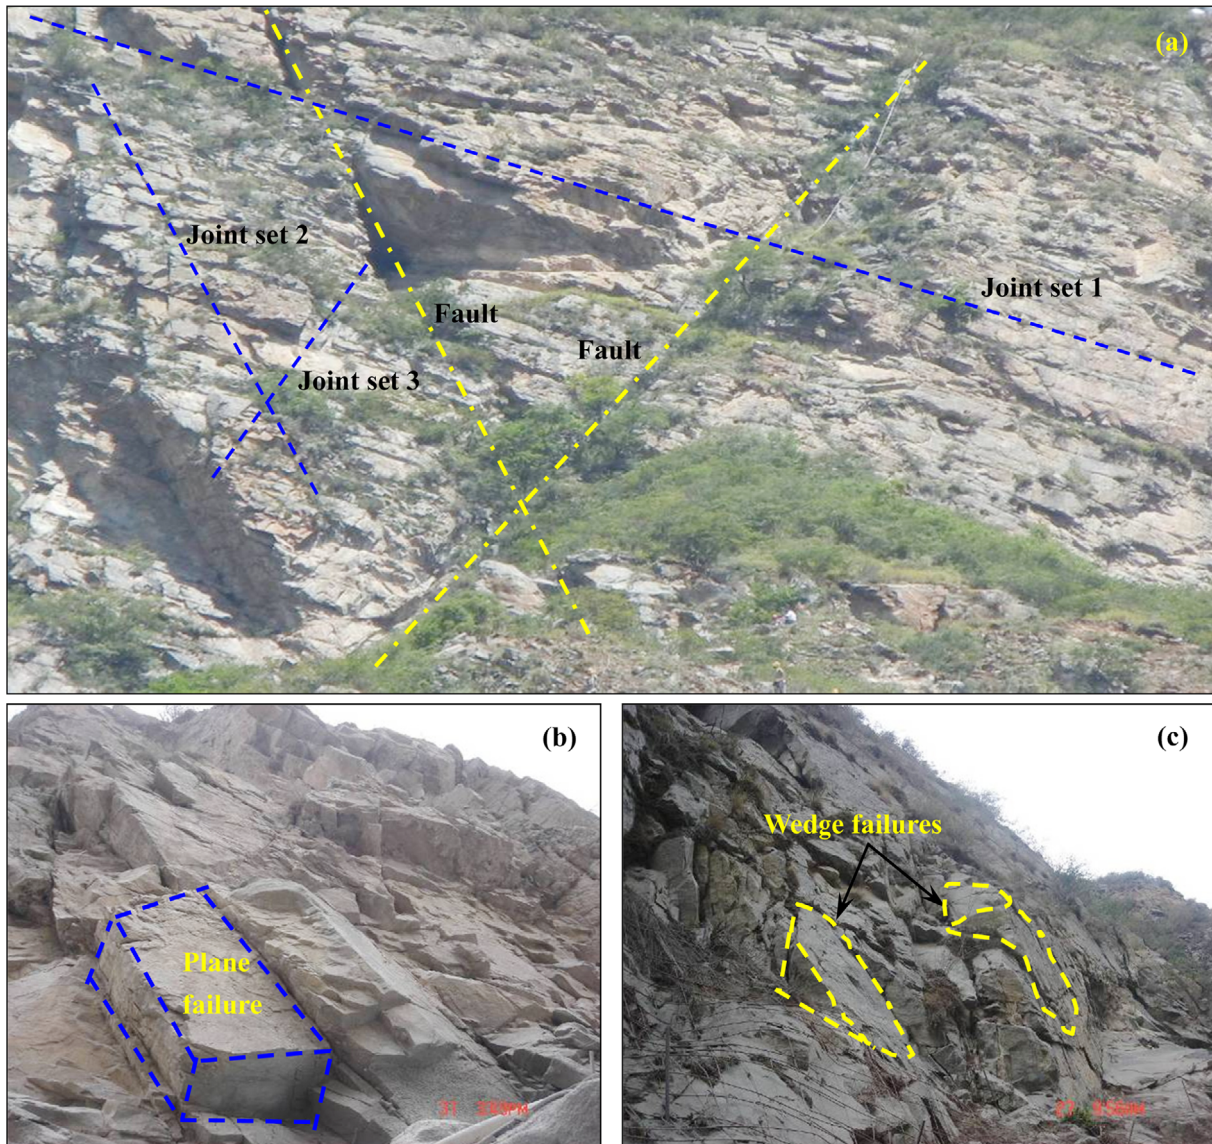 (a)
Joint set 2
Joint set 1
Fault
Fault
Joint set 3
(b)
(c)
Wedge failures
Plane
failure